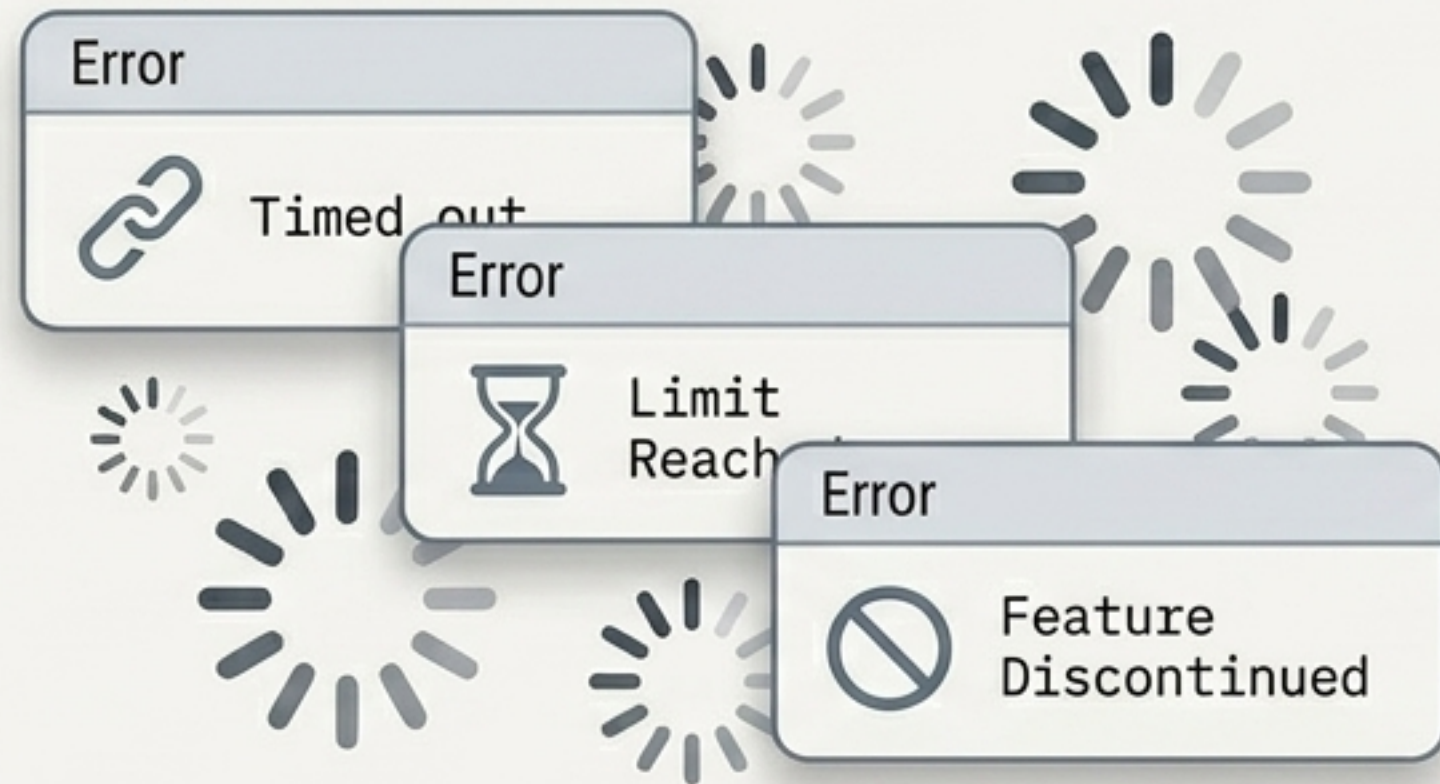 Error
Timed out
Error
Limit
Reach
Error
Feature
Discontinued